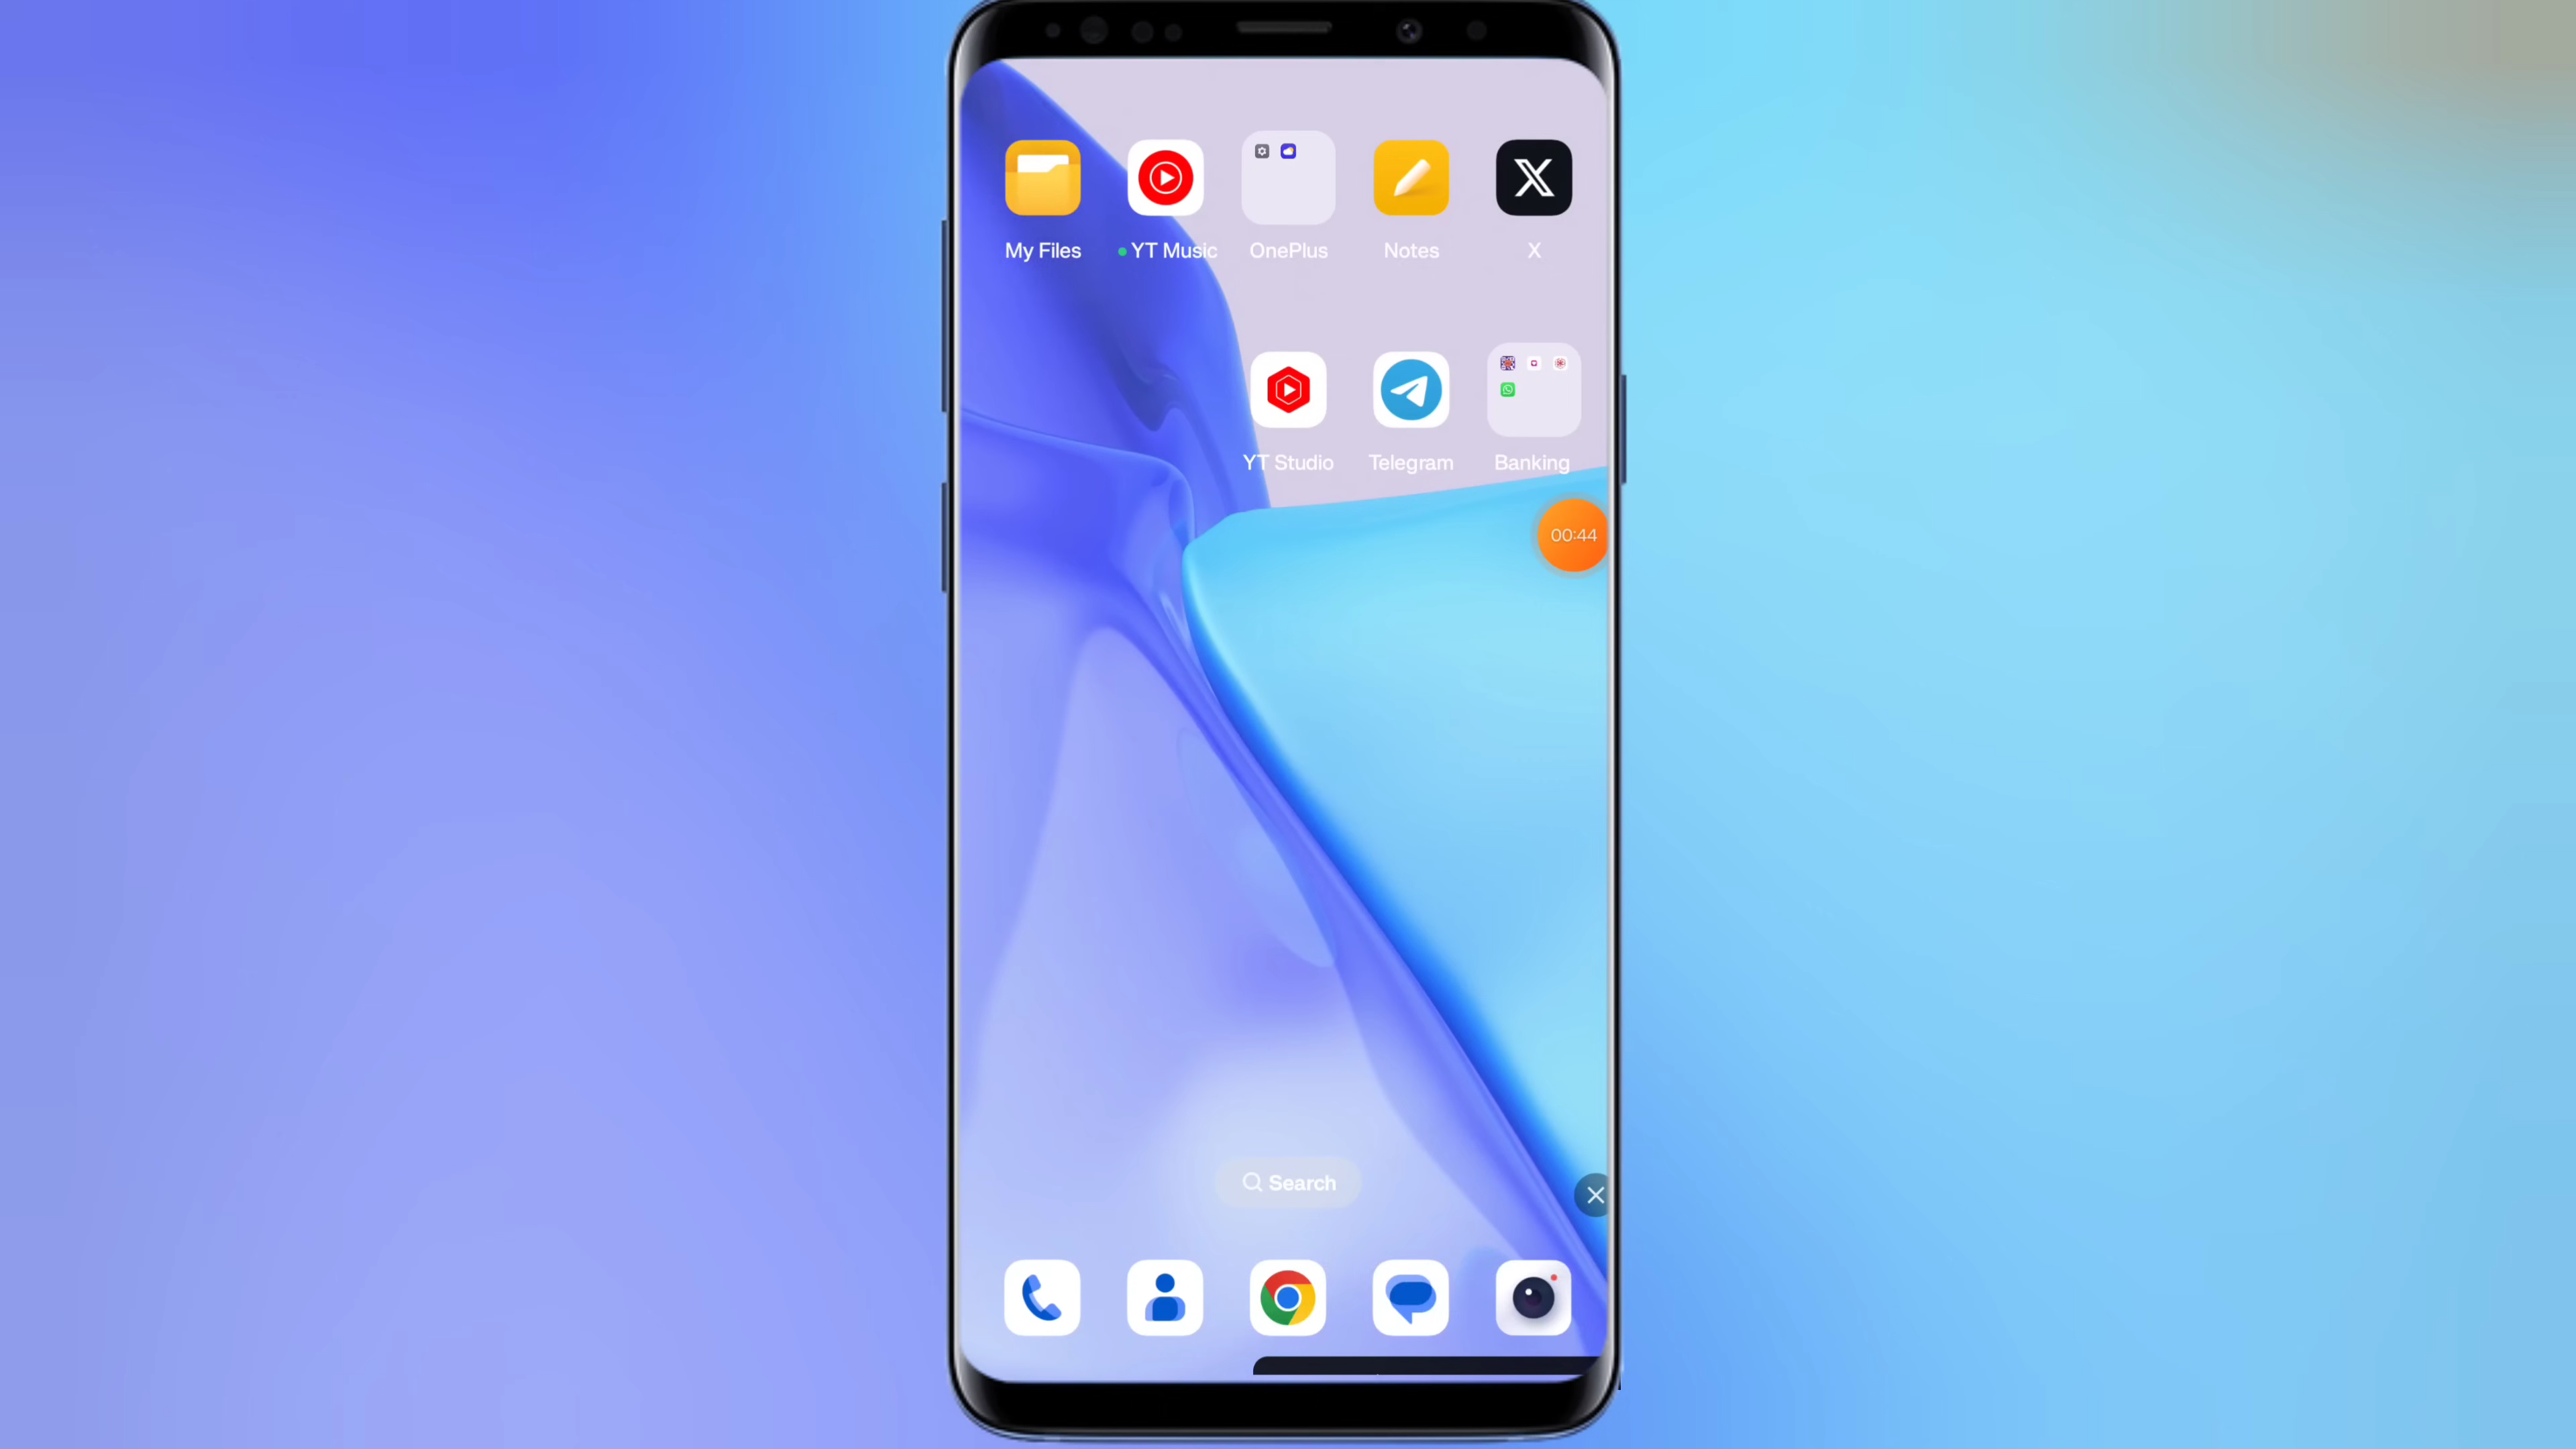 My Files
YT Music
OnePlus
Notes
X
YT Studio
Telegram
Banking
00:44
Search